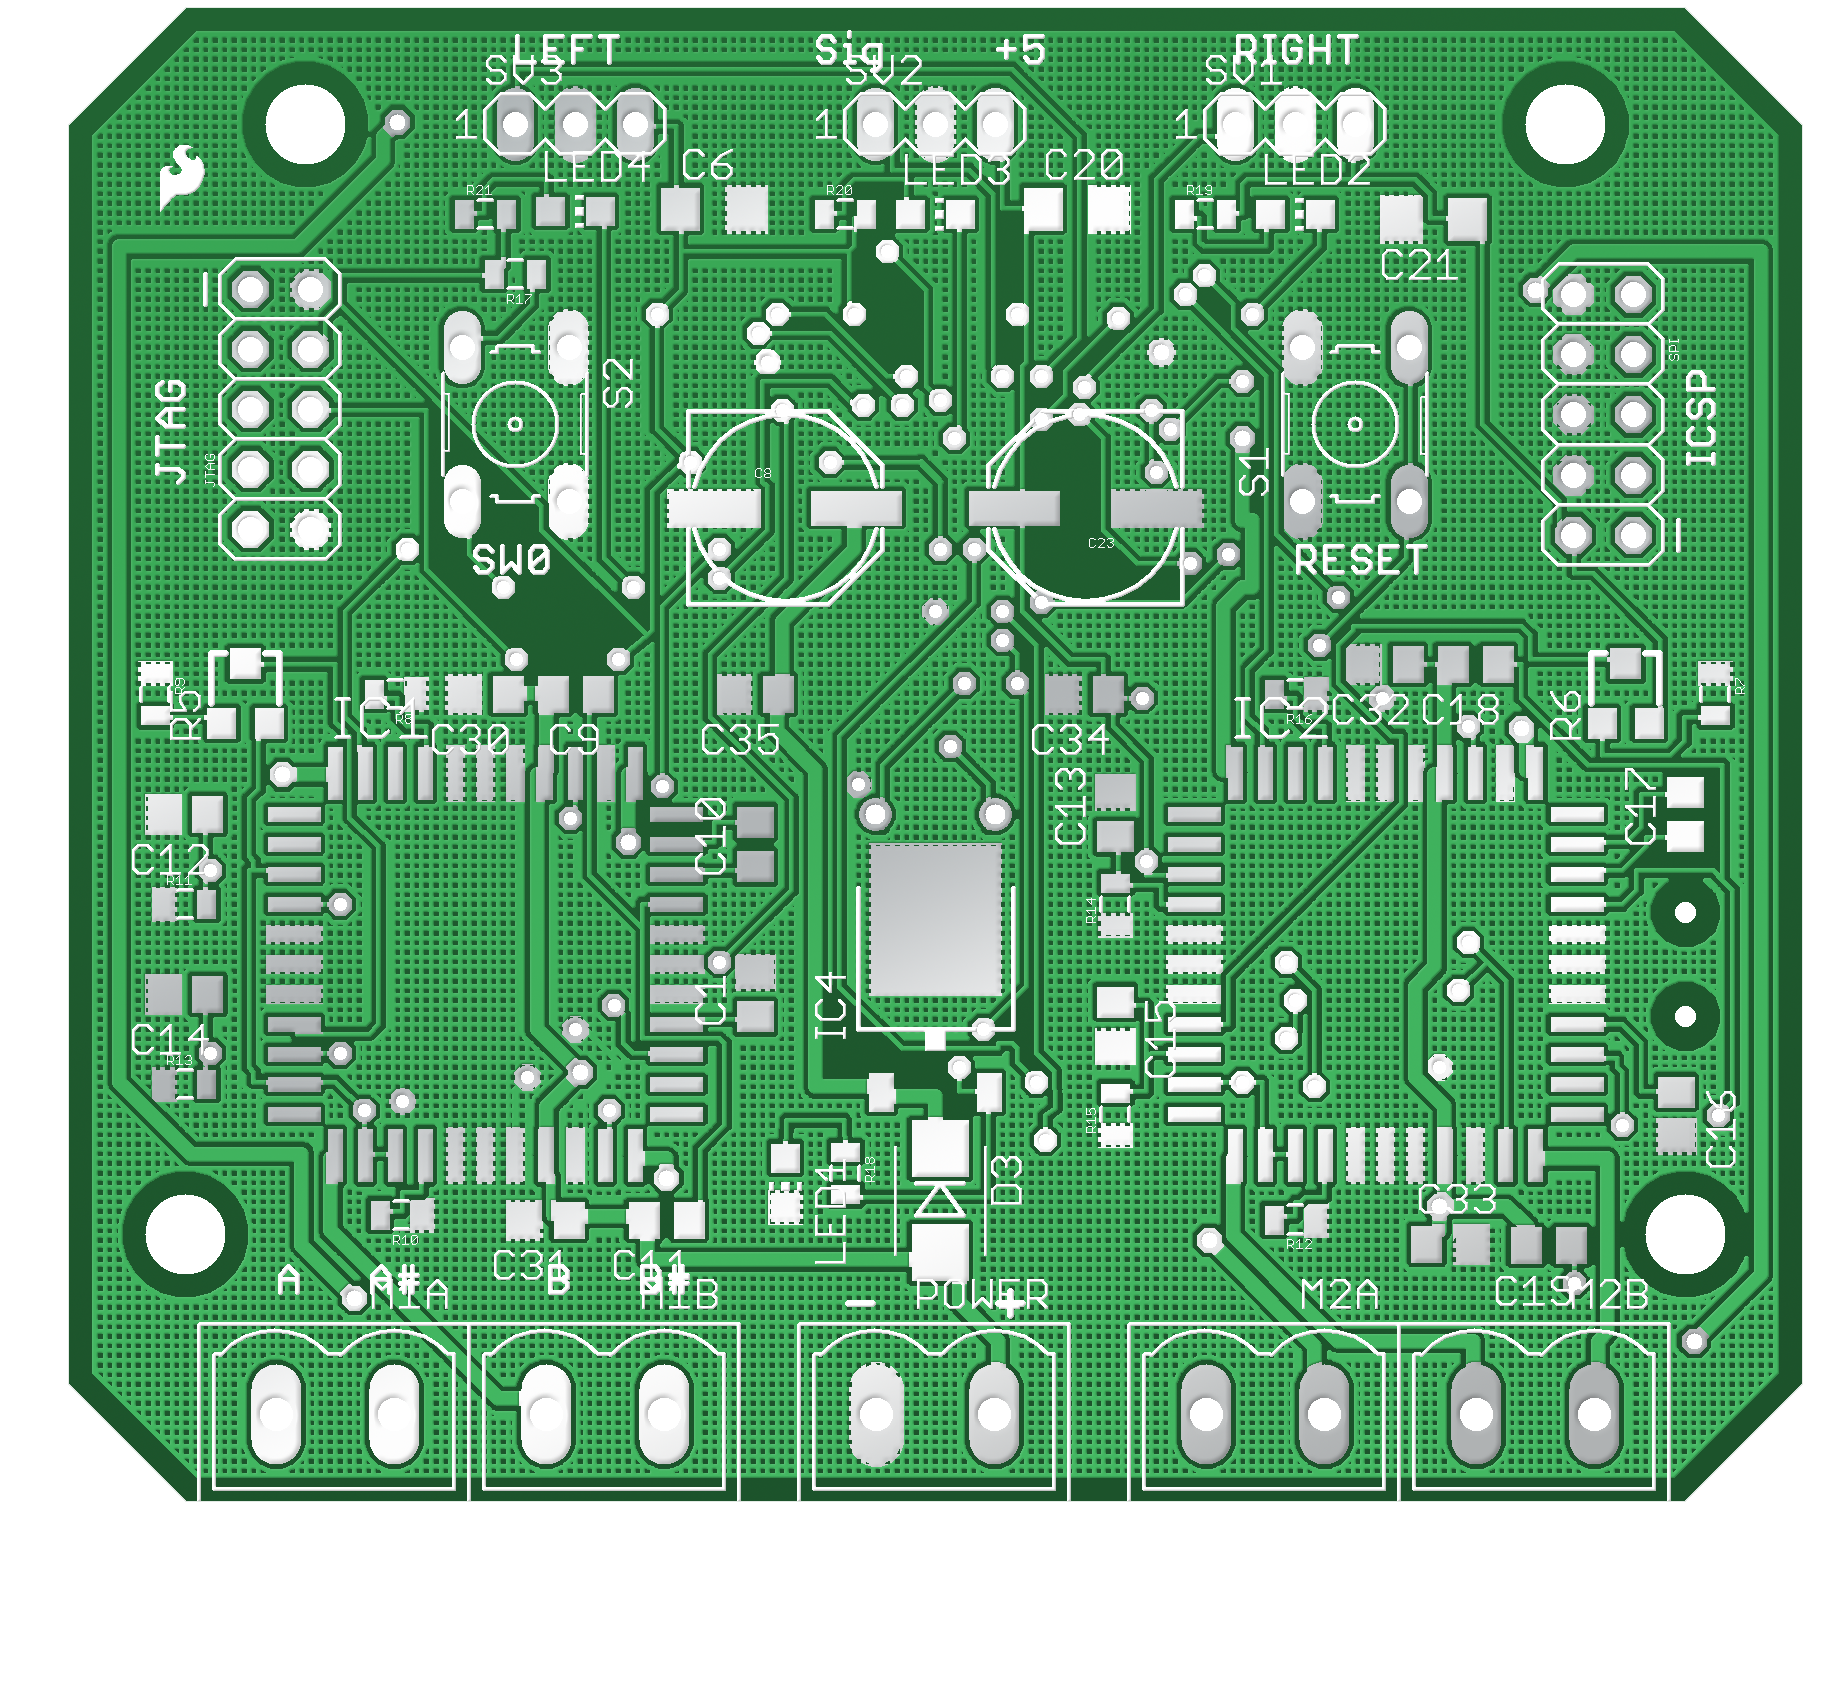 LEFT
Sig
+5
RIGHT
SV3
SV2
SV1
1
1
1
LED4
C6
LED3
C20
LED2
R21
R20
R19
C21
R17
S2
SPI
JTAG
JTAG
ICSP
C8
S1
C23
SW0
RESET
R9
R5
IC1
R8
C30
C9
C35
C34
IC2
R16
C32
C18
R6
R7
C10
C13
C17
C12
R11
R14
IC4
C14
R13
C15
R15
C16
R18
LED1
D3
R10
R12
C33
C31
C11
A
A#
M1A
B
B#
M1B
-
POWER
+
M2A
C19
M2B